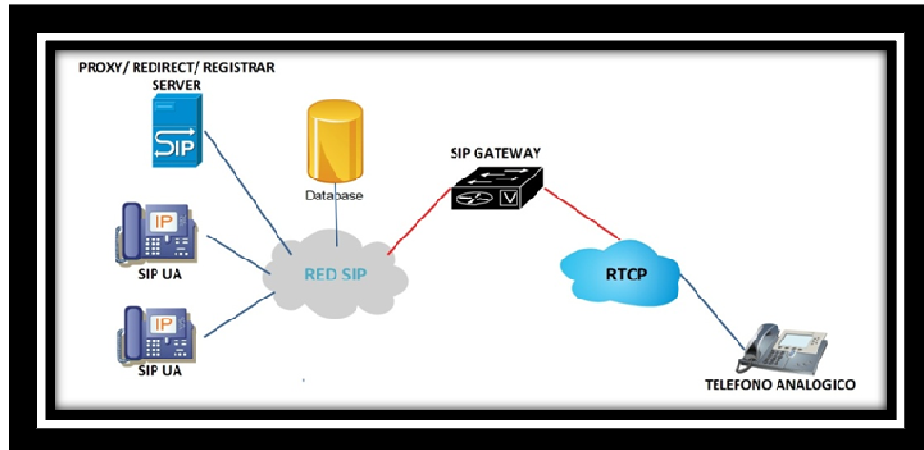 PROXY/ REDIRECT/ REGISTRAR
SERVER
SIP
Database
SIP GATEWAY
V
IP
SIP UA
RED SIP
RTCP
IP
SIP UA
TELEFONO ANALOGICO